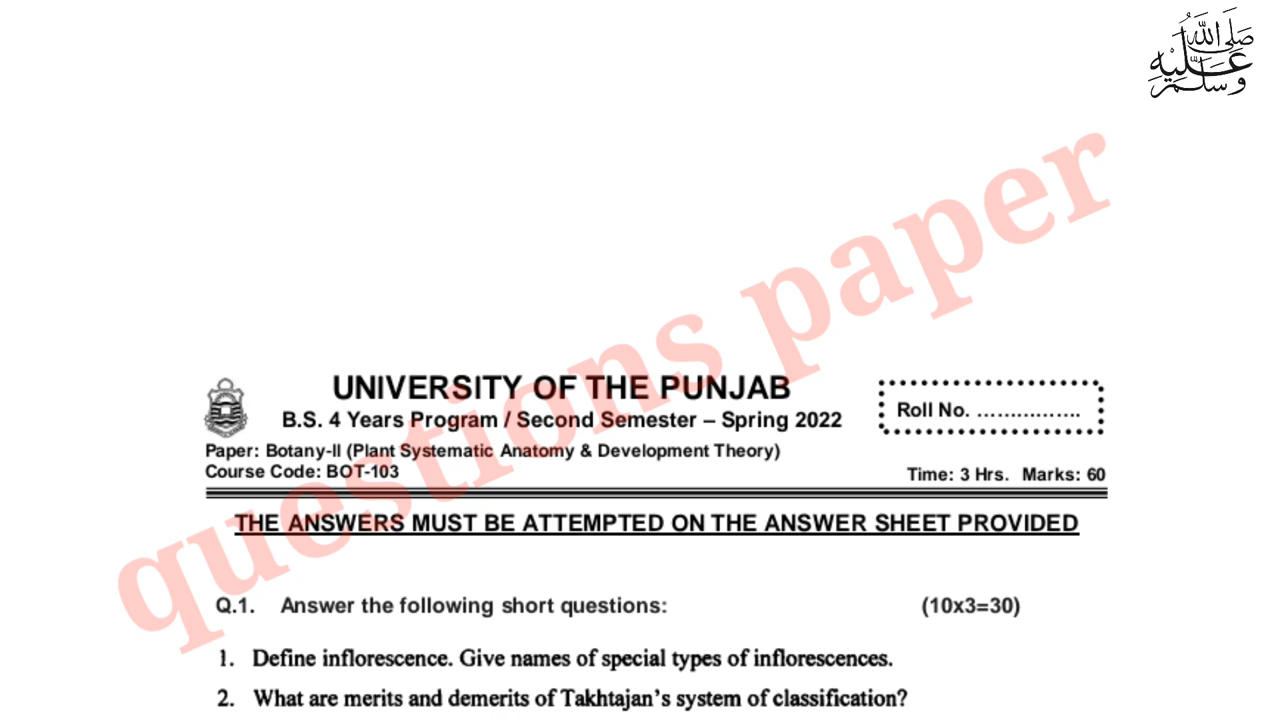 صلى الله
عليه
وسلم
questions paper
UNIVERSITY OF THE PUNJAB
B.S. 4 Years Program / Second Semester – Spring 2022
Roll No. ................
Paper: Botany-II (Plant Systematic Anatomy & Development Theory)
Course Code: BOT-103
Time: 3 Hrs. Marks: 60
THE ANSWERS MUST BE ATTEMPTED ON THE ANSWER SHEET PROVIDED
Q.1. Answer the following short questions: (10x3=30)
1. Define inflorescence. Give names of special types of inflorescences.
2. What are merits and demerits of Takhtajan's system of classification?